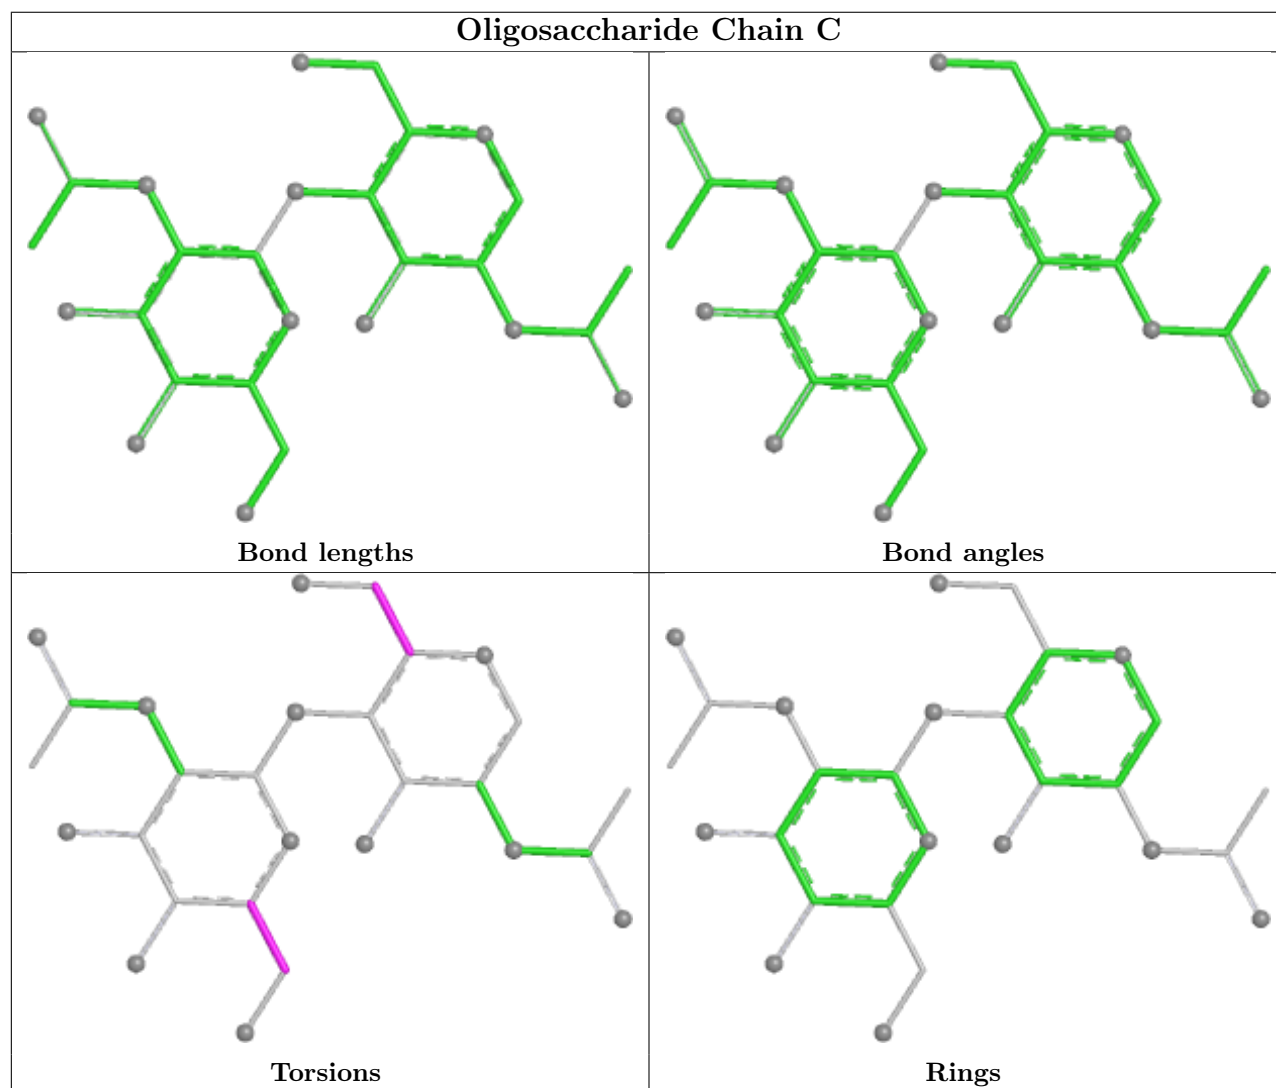 Oligosaccharide Chain C
Bond lengths
Bond angles
Torsions
Rings